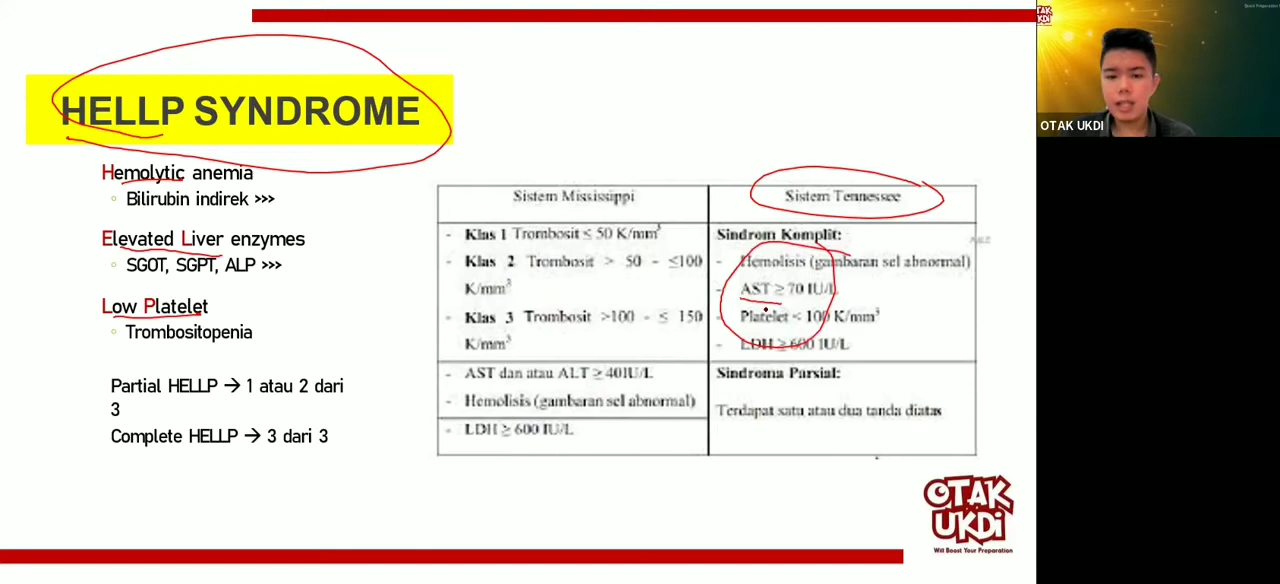 OTAK
UKDI
OTAK UKDI
HELLP SYNDROME
Hemolytic anemia
◦ Bilirubin indirek >>>
Elevated Liver enzymes
◦ SGOT, SGPT, ALP >>>
Low Platelet
◦ Trombositopenia
Partial HELLP → 1 atau 2 dari
3
Complete HELLP → 3 dari 3
Sistem Mississippi
- Klas 1 Trombosit ≤ 50 K/mm³
- Klas 2 Trombosit > 50 - ≤100
K/mm³
- Klas 3 Trombosit >100 - ≤ 150
K/mm³
- AST dan atau ALT ≥ 40IU/L
- Hemolisis (gambaran sel abnormal)
- LDH ≥ 600 IU/L
Sistem Tennessee
Sindrom Komplit:
- Hemolisis (gambaran sel abnormal)
- AST ≥ 70 IU/L
- Platelet < 100 K/mm³
- LDH ≥ 600 IU/L
Sindroma Parsial:
Terdapat satu atau dua tanda diatas
OTAK
UKDI
Will Boost Your Preparation